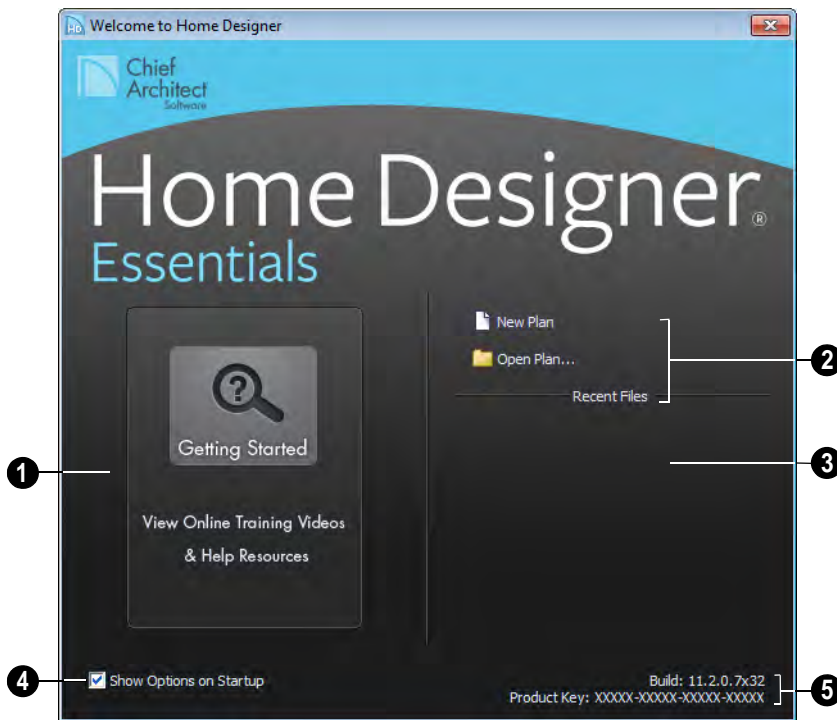 Welcome to Home Designer
Chief
Architect
Software
Home Designer®
Essentials
New Plan
Open Plan...
2
Recent Files
Getting Started
1
3
View Online Training Videos
& Help Resources
4
Show Options on Startup
Build: 11.2.0.7x32
Product Key: XXXXX-XXXXX-XXXXX-XXXXX
5